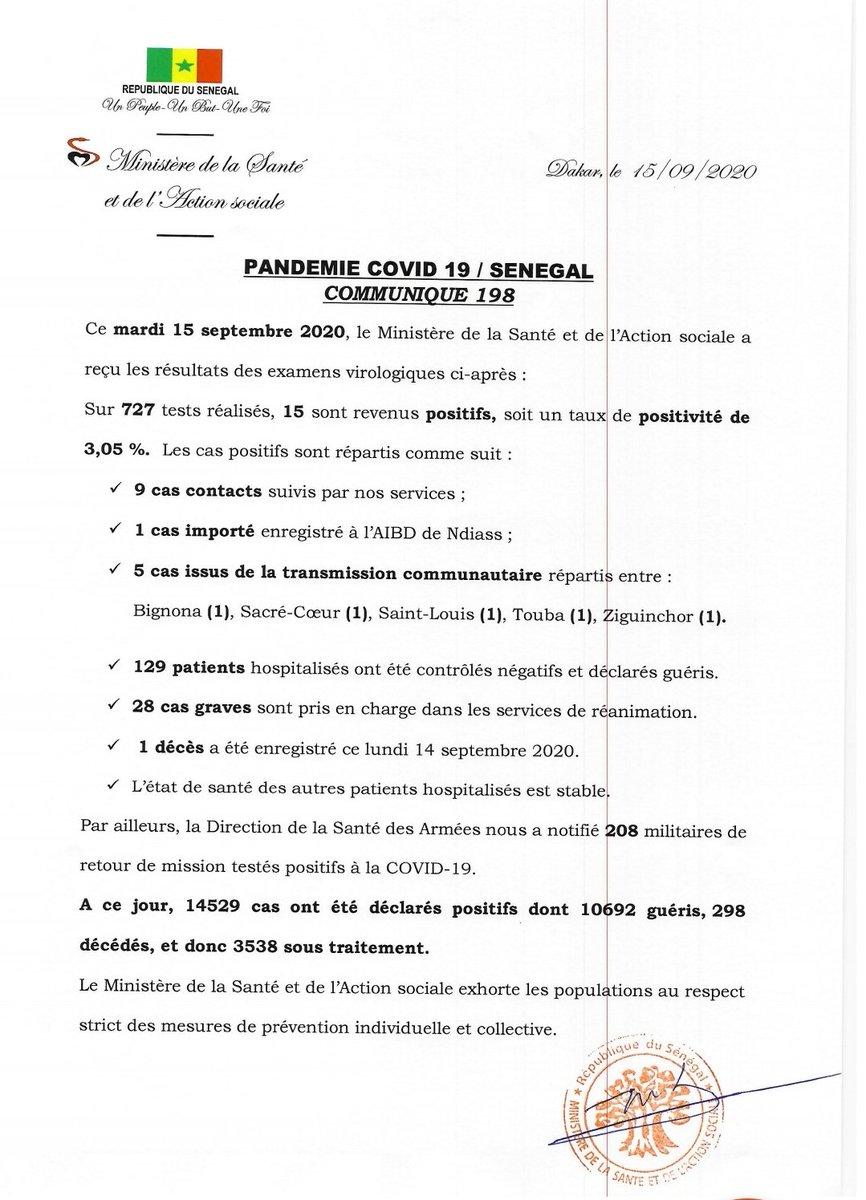 REPUBLIQUE DU SENEGAL
Un Peuple-Un But-Une Foi
Ministère de la Santé
et de l'Action sociale
Dakar, le 15/09/2020
PANDEMIE COVID 19 / SENEGAL
COMMUNIQUE 198
Ce mardi 15 septembre 2020, le Ministère de la Santé et de l'Action sociale a
reçu les résultats des examens virologiques ci-après :
Sur 727 tests réalisés, 15 sont revenus positifs, soit un taux de positivité de
3,05 %. Les cas positifs sont répartis comme suit :
✓ 9 cas contacts suivis par nos services ;
✓ 1 cas importé enregistré à l'AIBD de Ndiass ;
✓ 5 cas issus de la transmission communautaire répartis entre :
Bignona (1), Sacré-Cœur (1), Saint-Louis (1), Touba (1), Ziguinchor (1).
✓ 129 patients hospitalisés ont été contrôlés négatifs et déclarés guéris.
✓ 28 cas graves sont pris en charge dans les services de réanimation.
✓ 1 décès a été enregistré ce lundi 14 septembre 2020.
✓ L'état de santé des autres patients hospitalisés est stable.
Par ailleurs, la Direction de la Santé des Armées nous a notifié 208 militaires de
retour de mission testés positifs à la COVID-19.
A ce jour, 14529 cas ont été déclarés positifs dont 10692 guéris, 298
décédés, et donc 3538 sous traitement.
Le Ministère de la Santé et de l'Action sociale exhorte les populations au respect
strict des mesures de prévention individuelle et collective.
République du Sénégal
MINISTÈRE DE LA SANTE ET DE L'ACTION SOCIALE